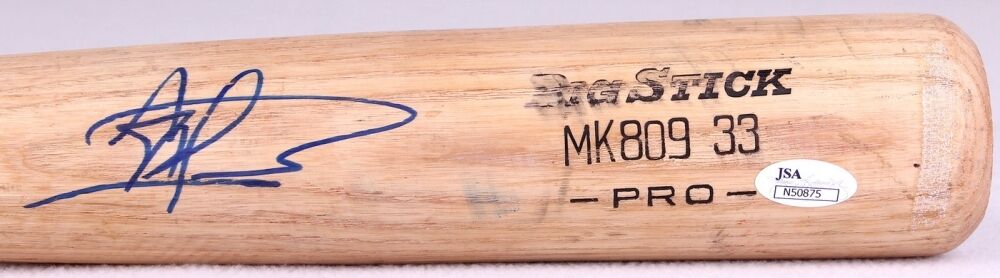 BIG STICK
MK809 33
- PRO -
JSA
N50875